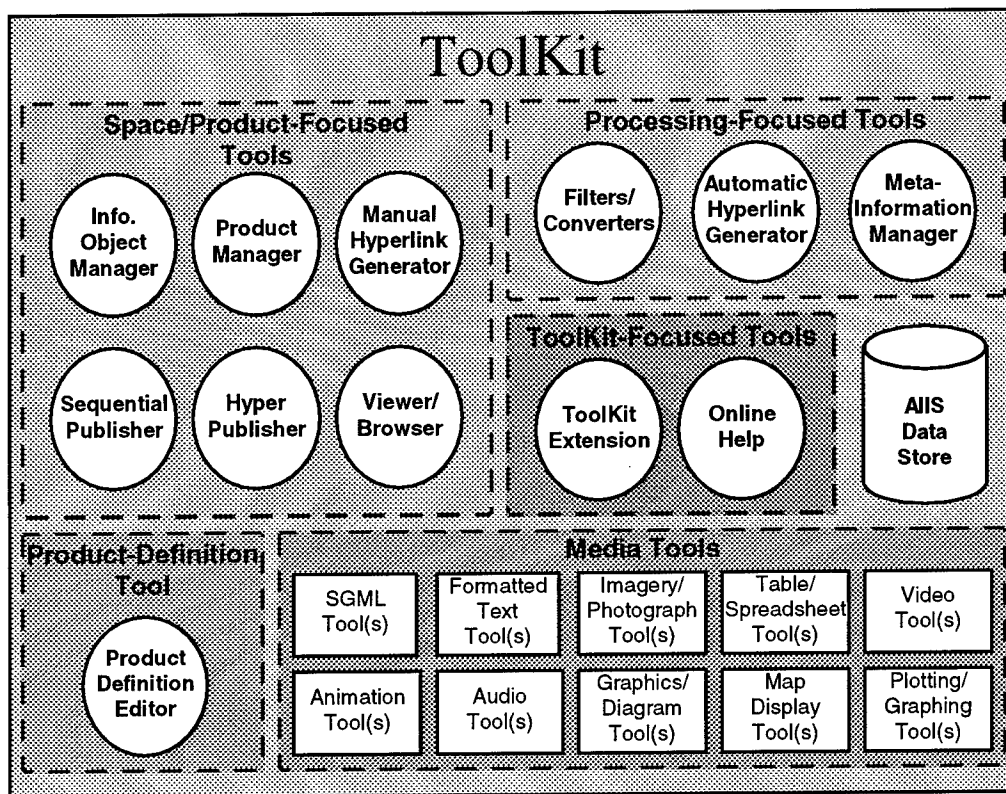 ToolKit
Space/Product-Focused
Tools
Info.
Object
Manager
Product
Manager
Manual
Hyperlink
Generator
Sequential
Publisher
Hyper
Publisher
Viewer/
Browser
Processing-Focused Tools
Filters/
Converters
Automatic
Hyperlink
Generator
Meta-
Information
Manager
ToolKit-Focused Tools
ToolKit
Extension
Online
Help
AIIS
Data
Store
Product-Definition
Tool
Product
Definition
Editor
Media Tools
SGML
Tool(s)
Formatted
Text
Tool(s)
Imagery/
Photograph
Tool(s)
Table/
Spreadsheet
Tool(s)
Video
Tool(s)
Animation
Tool(s)
Audio
Tool(s)
Graphics/
Diagram
Tool(s)
Map
Display
Tool(s)
Plotting/
Graphing
Tool(s)